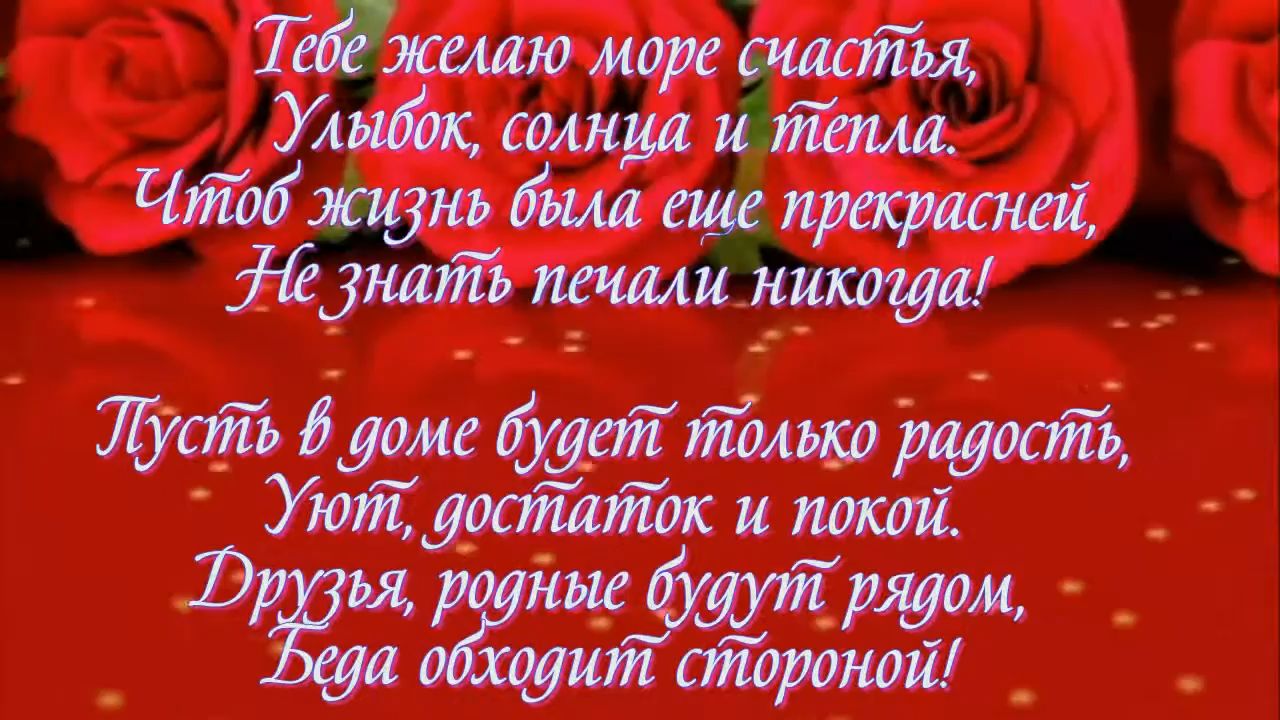 Тебе желаю море счастья,
Улыбок, солнца и тепла.
Чтоб жизнь была еще прекрасней,
Не знать печали никогда!
Пусть в доме будет только радость,
Уют, достаток и покой.
Друзья, родные будут рядом,
Беда обходит стороной!